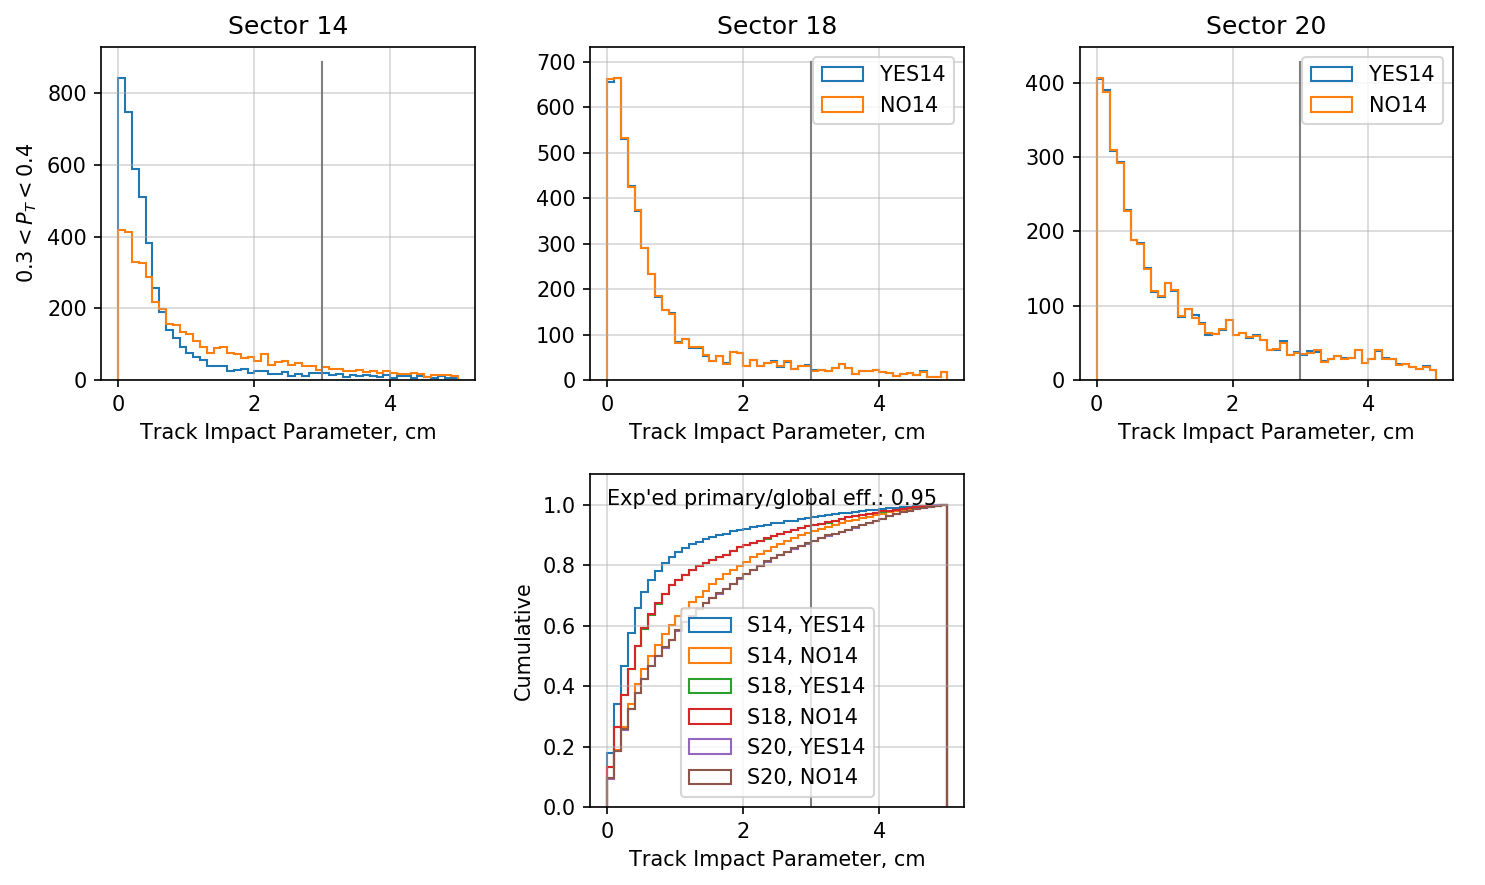 Sector 14
Sector 18
Sector 20
0.3 < P_T < 0.4
800
600
400
200
0
0
2
4
Track Impact Parameter, cm
700
600
500
400
300
200
100
0
YES14
NO14
0
2
4
Track Impact Parameter, cm
400
300
200
100
0
YES14
NO14
0
2
4
Track Impact Parameter, cm
Cumulative
1.0
0.8
0.6
0.4
0.2
0.0
Exp'ed primary/global eff.: 0.95
S14, YES14
S14, NO14
S18, YES14
S18, NO14
S20, YES14
S20, NO14
0
2
4
Track Impact Parameter, cm